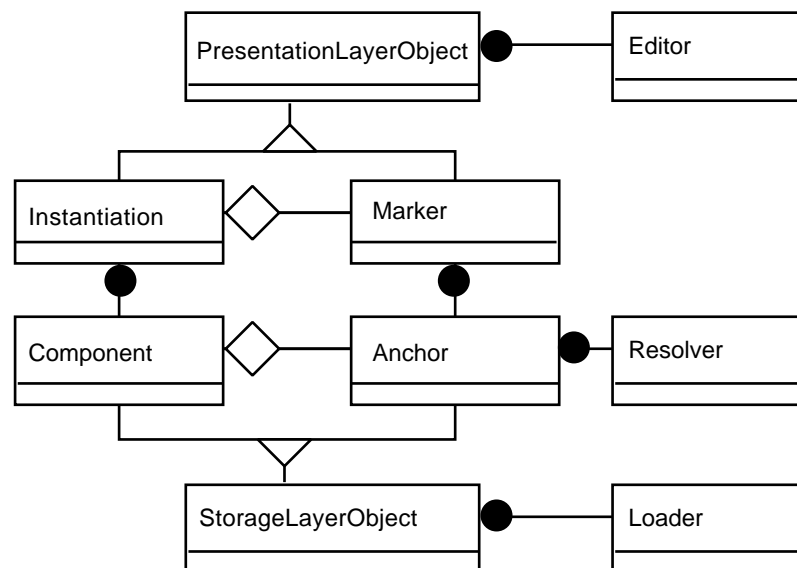 PresentationLayerObject
Editor
Instantiation
Marker
Component
Anchor
Resolver
StorageLayerObject
Loader